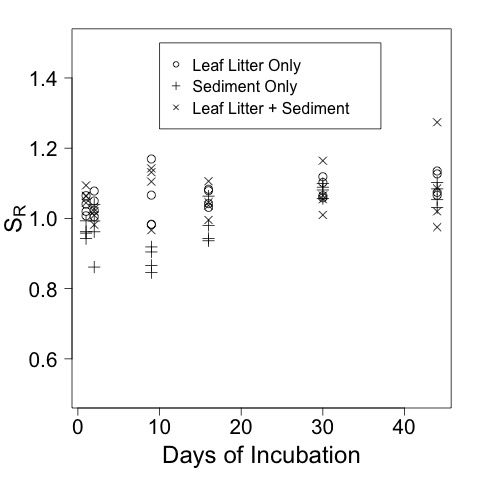 Leaf Litter Only
Sediment Only
Leaf Litter + Sediment
1.4
1.2
1.0
0.8
0.6
SR
0 10 20 30 40
Days of Incubation